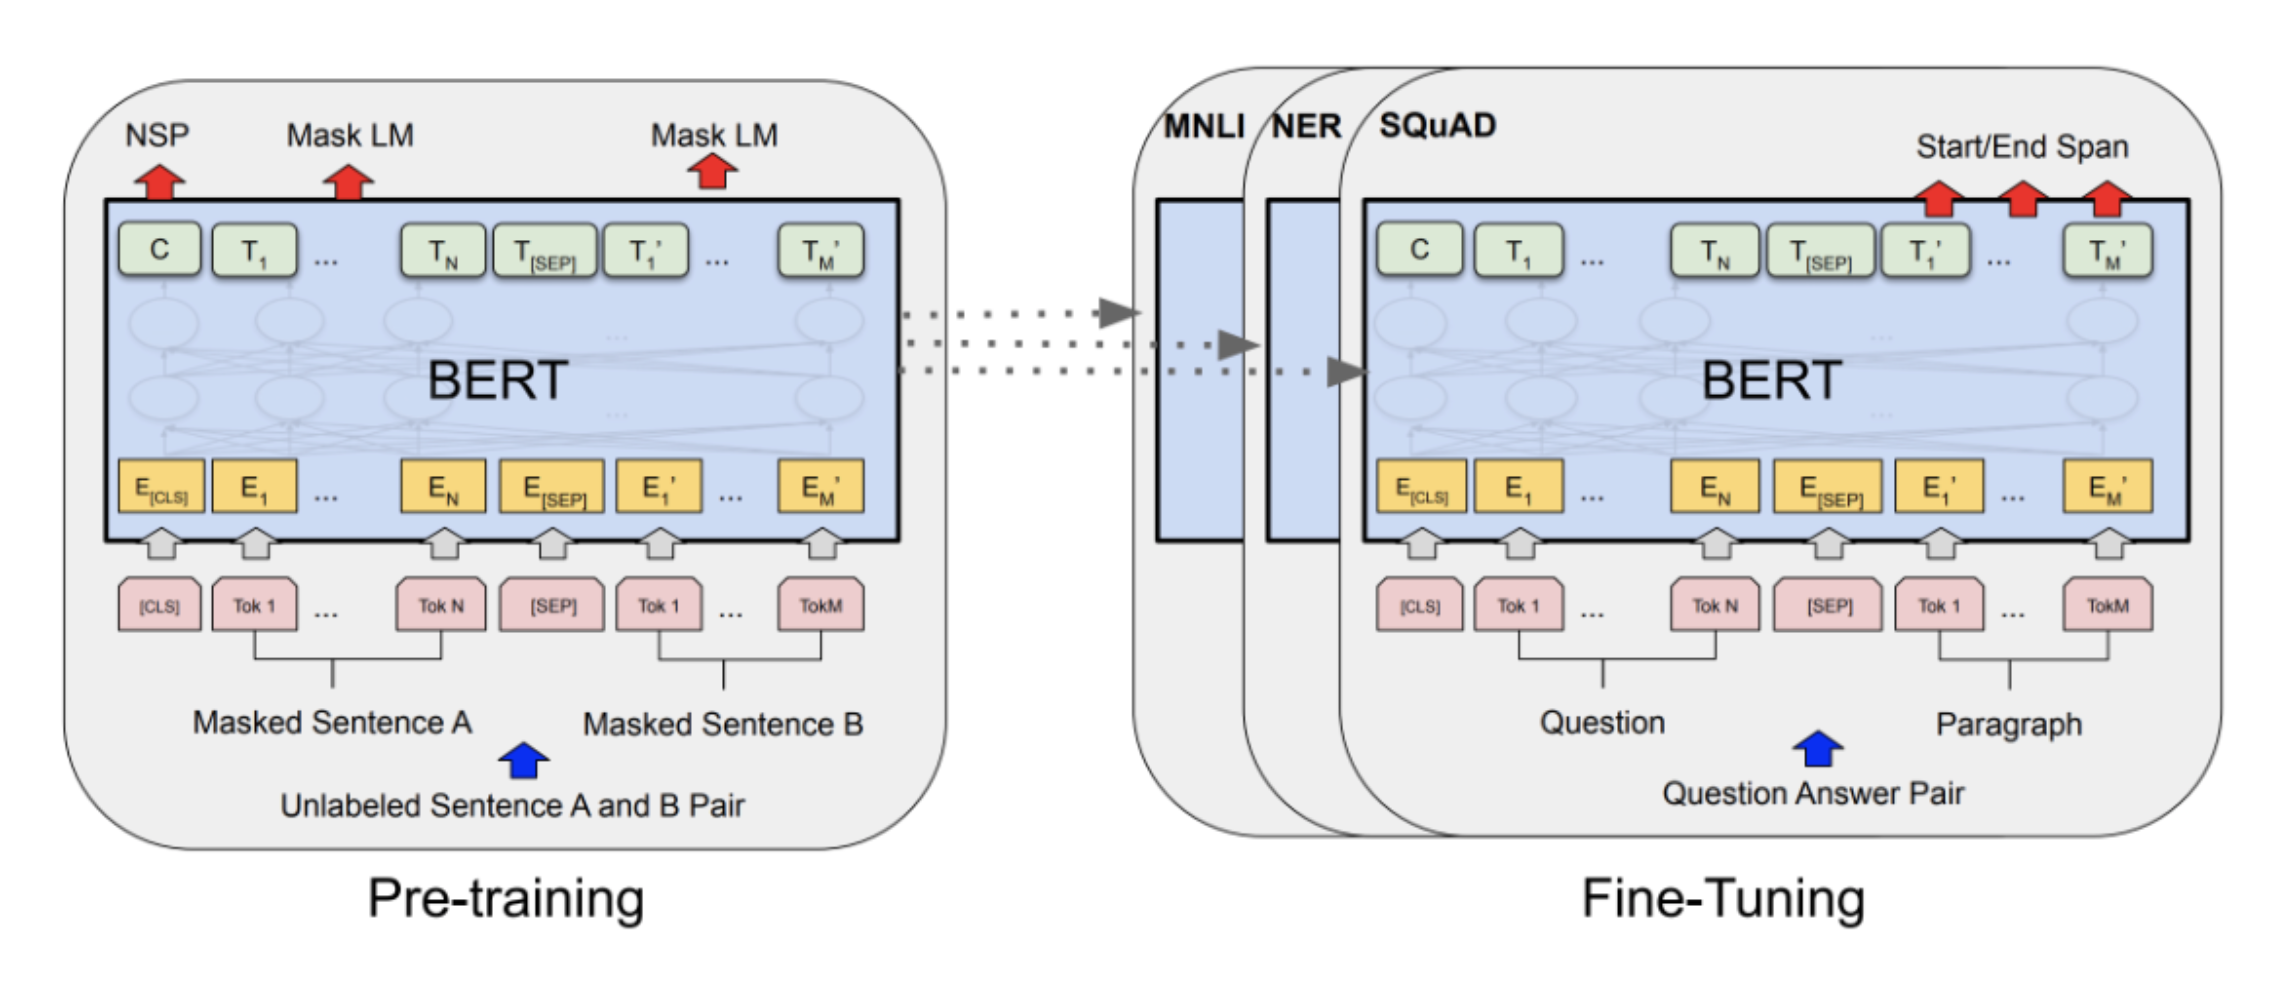 NSP Mask LM Mask LM
C T1 ... TN T[SEP] T1’ ... TM’
...
BERT
...
E[CLS] E1 ... EN E[SEP] E1’ ... EM’
[CLS] Tok 1 ... Tok N [SEP] Tok 1 ... TokM
Masked Sentence A Masked Sentence B
Unlabeled Sentence A and B Pair
Pre-training
MNLI NER SQuAD
Start/End Span
C T1 ... TN T[SEP] T1’ ... TM’
...
BERT
...
E[CLS] E1 ... EN E[SEP] E1’ ... EM’
[CLS] Tok 1 ... Tok N [SEP] Tok 1 ... TokM
Question Paragraph
Question Answer Pair
Fine-Tuning